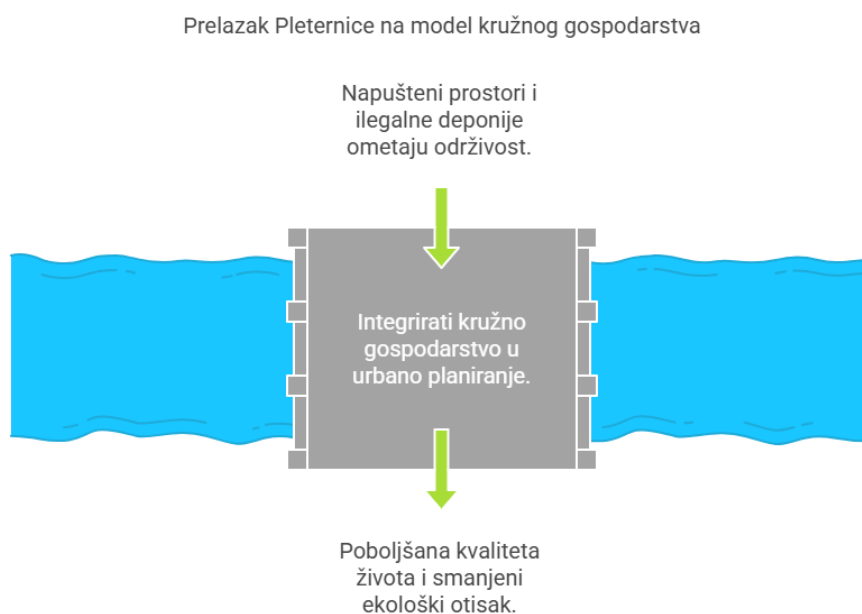 Prelazak Pleternice na model kružnog gospodarstva
Napušteni prostori i
ilegalne deponije
ometaju održivost.
Integrirati kružno
gospodarstvo u
urbano planiranje.
Poboljšana kvaliteta
života i smanjeni
ekološki otisak.